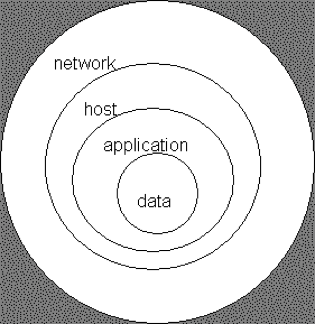 network
host
application
data